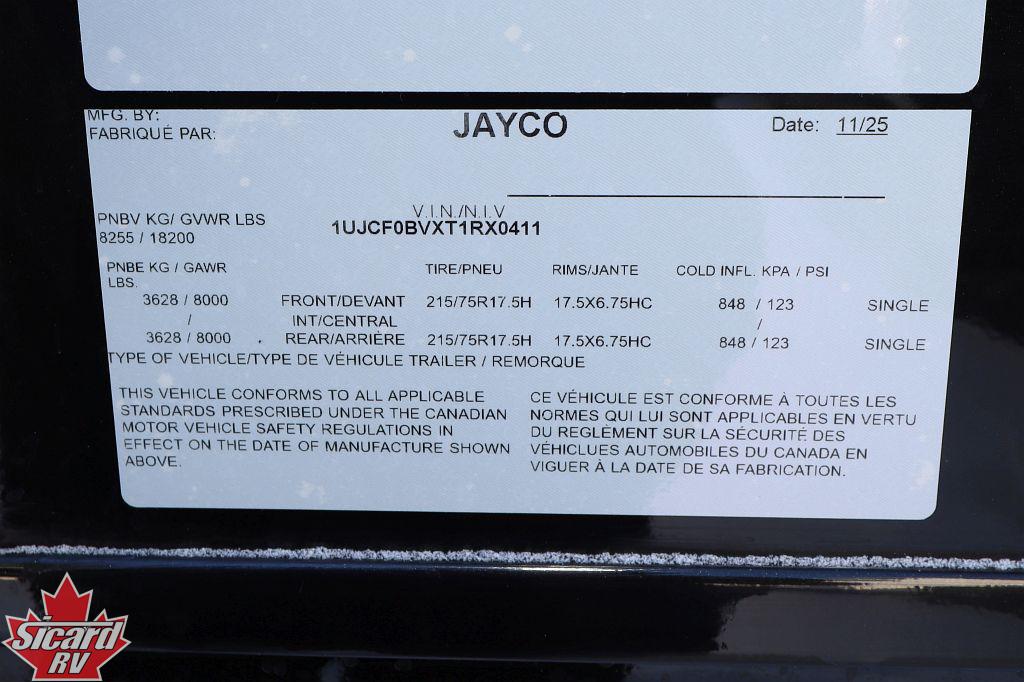 MFG. BY:
FABRIQUÉ PAR:
JAYCO
Date: 11/25
V.I.N./N.I.V
1UJCF0BVXT1RX0411
PNBV KG/ GVWR LBS
8255 / 18200
PNBE KG / GAWR LBS. TIRE/PNEU RIMS/JANTE COLD INFL. KPA / PSI
3628 / 8000 FRONT/DEVANT 215/75R17.5H 17.5X6.75HC 848 / 123 SINGLE
/ INT/CENTRAL /
3628 / 8000 REAR/ARRIÈRE 215/75R17.5H 17.5X6.75HC 848 / 123 SINGLE
TYPE OF VEHICLE/TYPE DE VÉHICULE TRAILER / REMORQUE
THIS VEHICLE CONFORMS TO ALL APPLICABLE
STANDARDS PRESCRIBED UNDER THE CANADIAN
MOTOR VEHICLE SAFETY REGULATIONS IN
EFFECT ON THE DATE OF MANUFACTURE SHOWN
ABOVE.
CE VÉHICULE EST CONFORME À TOUTES LES
NORMES QUI LUI SONT APPLICABLES EN VERTU
DU REGLÈMENT SUR LA SÉCURITÉ DES
VÉHICLUES AUTOMOBILES DU CANADA EN
VIGUER À LA DATE DE SA FABRICATION.
Sicard
RV